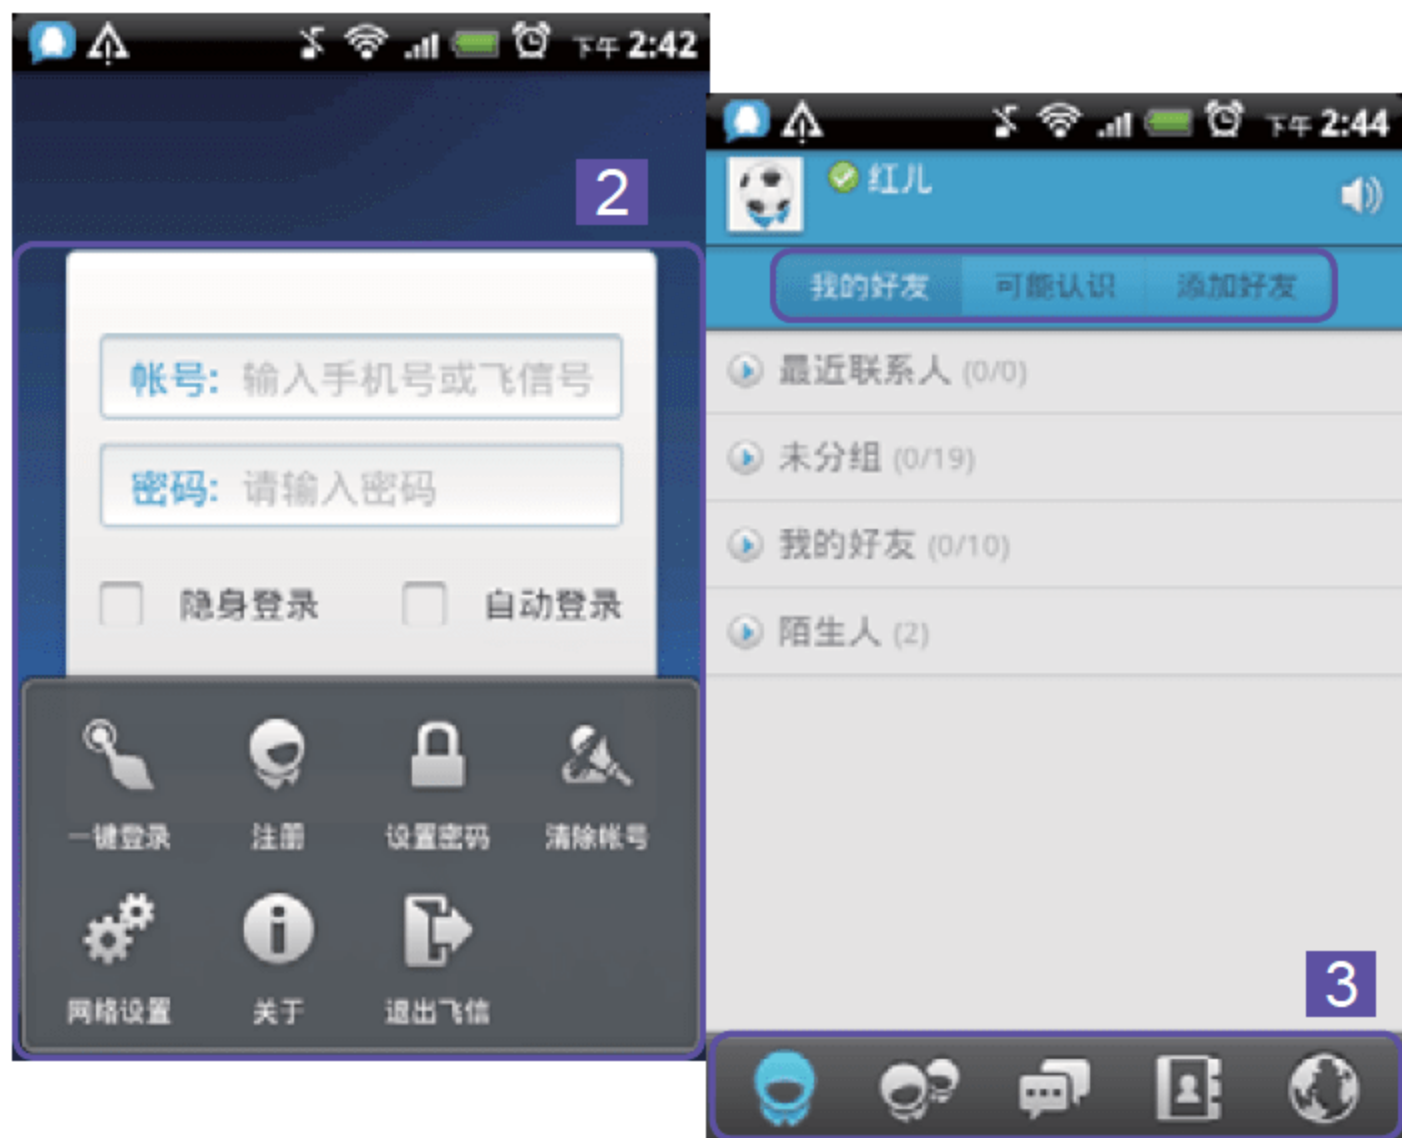 下午 2:42
2
帐号: 输入手机号或飞信号
密码: 请输入密码
隐身登录 自动登录
一键登录 注册 设置密码 清除帐号
网络设置 关于 退出飞信
下午 2:44
红儿
我的好友 可能认识 添加好友
最近联系人 (0/0)
未分组 (0/19)
我的好友 (0/10)
陌生人 (2)
3